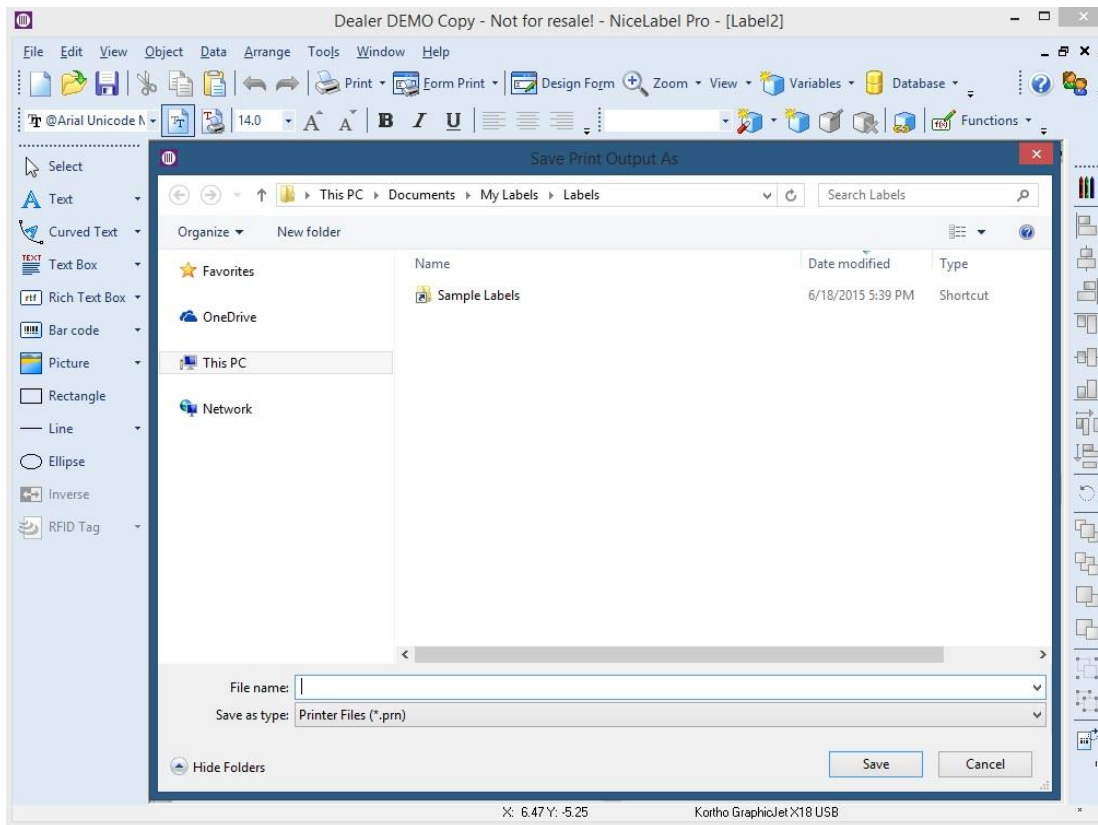 Dealer DEMO Copy - Not for resale! - NiceLabel Pro - [Label2]
File Edit View Object Data Arrange Tools Window Help
Print Form Print Design Form Zoom View Variables Database
@Arial Unicode 14.0 B I U Functions
Select
Text
Curved Text
TEXT Text Box
rtf Rich Text Box
Bar code
Picture
Rectangle
Line
Ellipse
Inverse
RFID Tag
Save Print Output As
This PC Documents My Labels Labels
Search Labels
Organize New folder
Favorites
OneDrive
This PC
Network
Name Date modified Type
Sample Labels 6/18/2015 5:39 PM Shortcut
File name:
Save as type: Printer Files (*.prn)
Hide Folders Save Cancel
X: 6.47 Y: -5.25 Kortho GraphicJet X18 USB